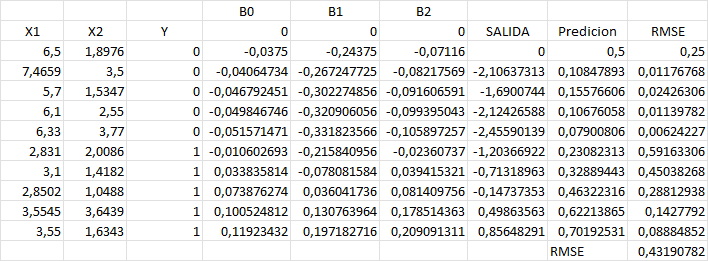 B0 B1 B2
X1 X2 Y 0 0 0 SALIDA Predicion RMSE
6,5 1,8976 0 -0,0375 -0,24375 -0,07116 0 0,5 0,25
7,4659 3,5 0 -0,04064734 -0,267247725 -0,08217569 -2,10637313 0,10847893 0,01176768
5,7 1,5347 0 -0,046792451 -0,302274856 -0,091606591 -1,6900744 0,15576606 0,02426306
6,1 2,55 0 -0,049846746 -0,320906056 -0,099395043 -2,12426588 0,10676058 0,01139782
6,33 3,77 0 -0,051571471 -0,331823566 -0,105897257 -2,45590139 0,07900806 0,00624227
2,831 2,0086 1 -0,010602693 -0,215840956 -0,02360737 -1,20366922 0,23082313 0,59163306
3,1 1,4182 1 0,033835814 -0,078081584 0,039415321 -0,71318963 0,32889443 0,45038268
2,8502 1,0488 1 0,073876274 0,036041736 0,081409756 -0,14737353 0,46322316 0,28812938
3,5545 3,6439 1 0,100524812 0,130763964 0,178514363 0,49863563 0,62213865 0,1427792
3,55 1,6343 1 0,11923432 0,197182716 0,209091311 0,85648291 0,70192531 0,08884852
RMSE 0,43190782